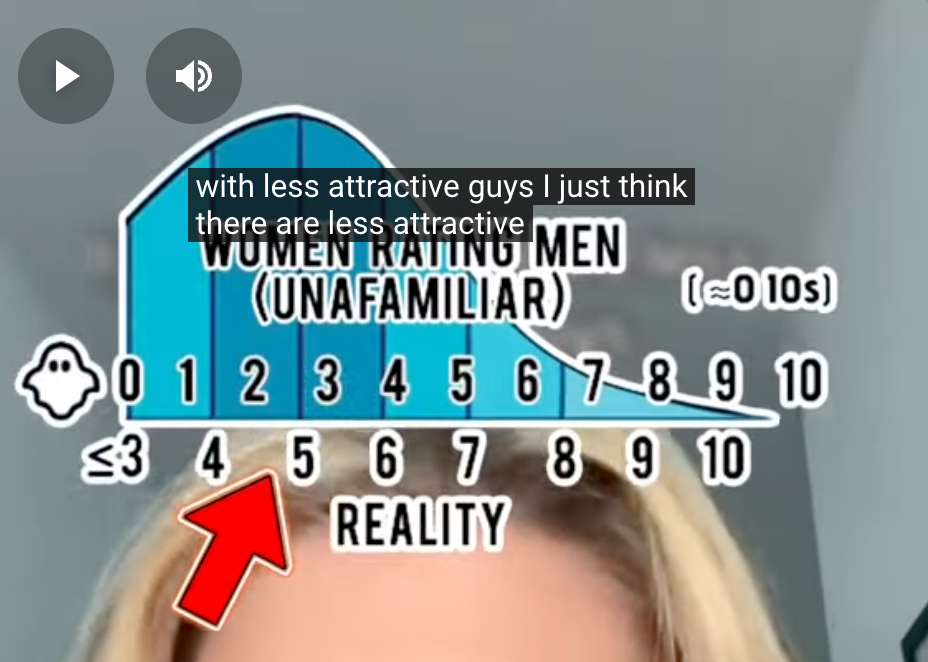 with less attractive guys I just think
there are less attractive
WOMEN RATING MEN
(UNAFAMILIAR)
(≈0 10s)
0 1 2 3 4 5 6 7 8 9 10
≤3 4 5 6 7 8 9 10
REALITY